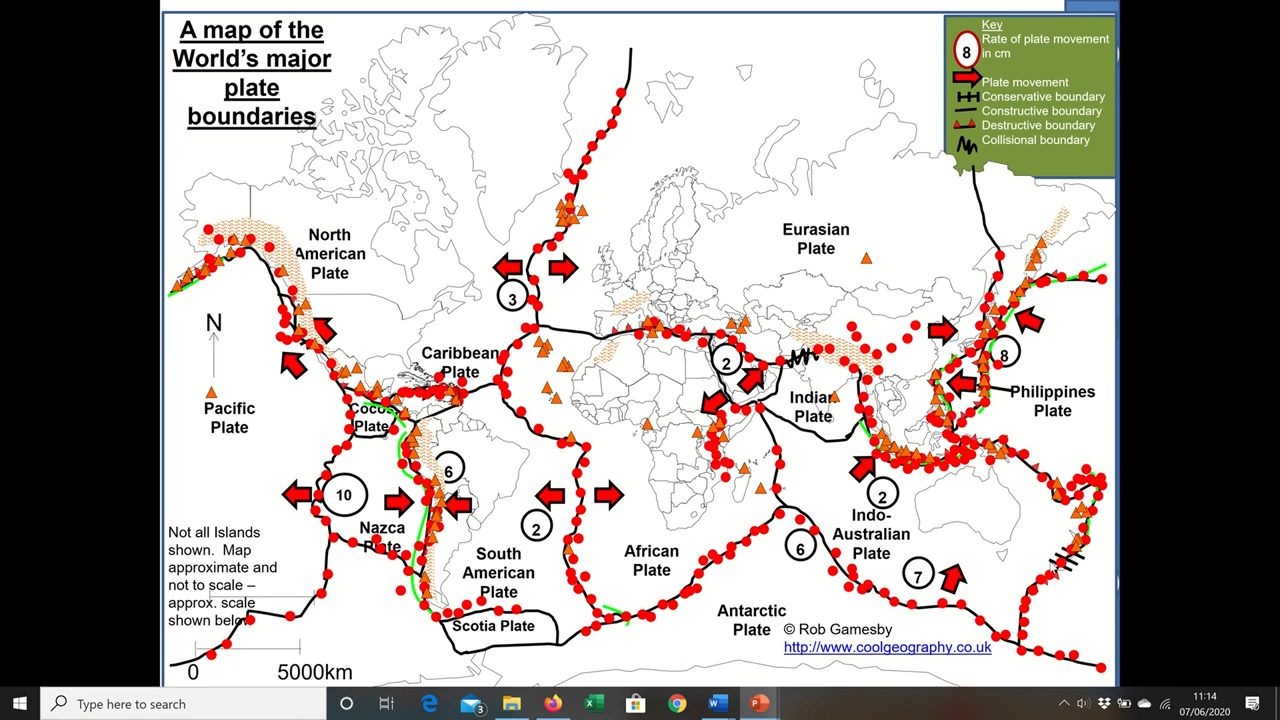 A map of the
World's major
plate
boundaries
Key
8
Rate of plate movement
in cm
Plate movement
Conservative boundary
Constructive boundary
Destructive boundary
Collisional boundary
North
American
Plate
Eurasian
Plate
3
N
Caribbean
Plate
2
8
Pacific
Plate
Cocos
Plate
Indian
Plate
Philippines
Plate
6
10
2
2
Nazca
Plate
Indo-
Australian
Plate
Not all Islands
shown. Map
approximate and
not to scale –
approx. scale
shown below
South
American
Plate
African
Plate
6
7
Scotia Plate
Antarctic
Plate
© Rob Gamesby
http://www.coolgeography.co.uk
0
5000km
Type here to search
3
11:14
07/06/2020